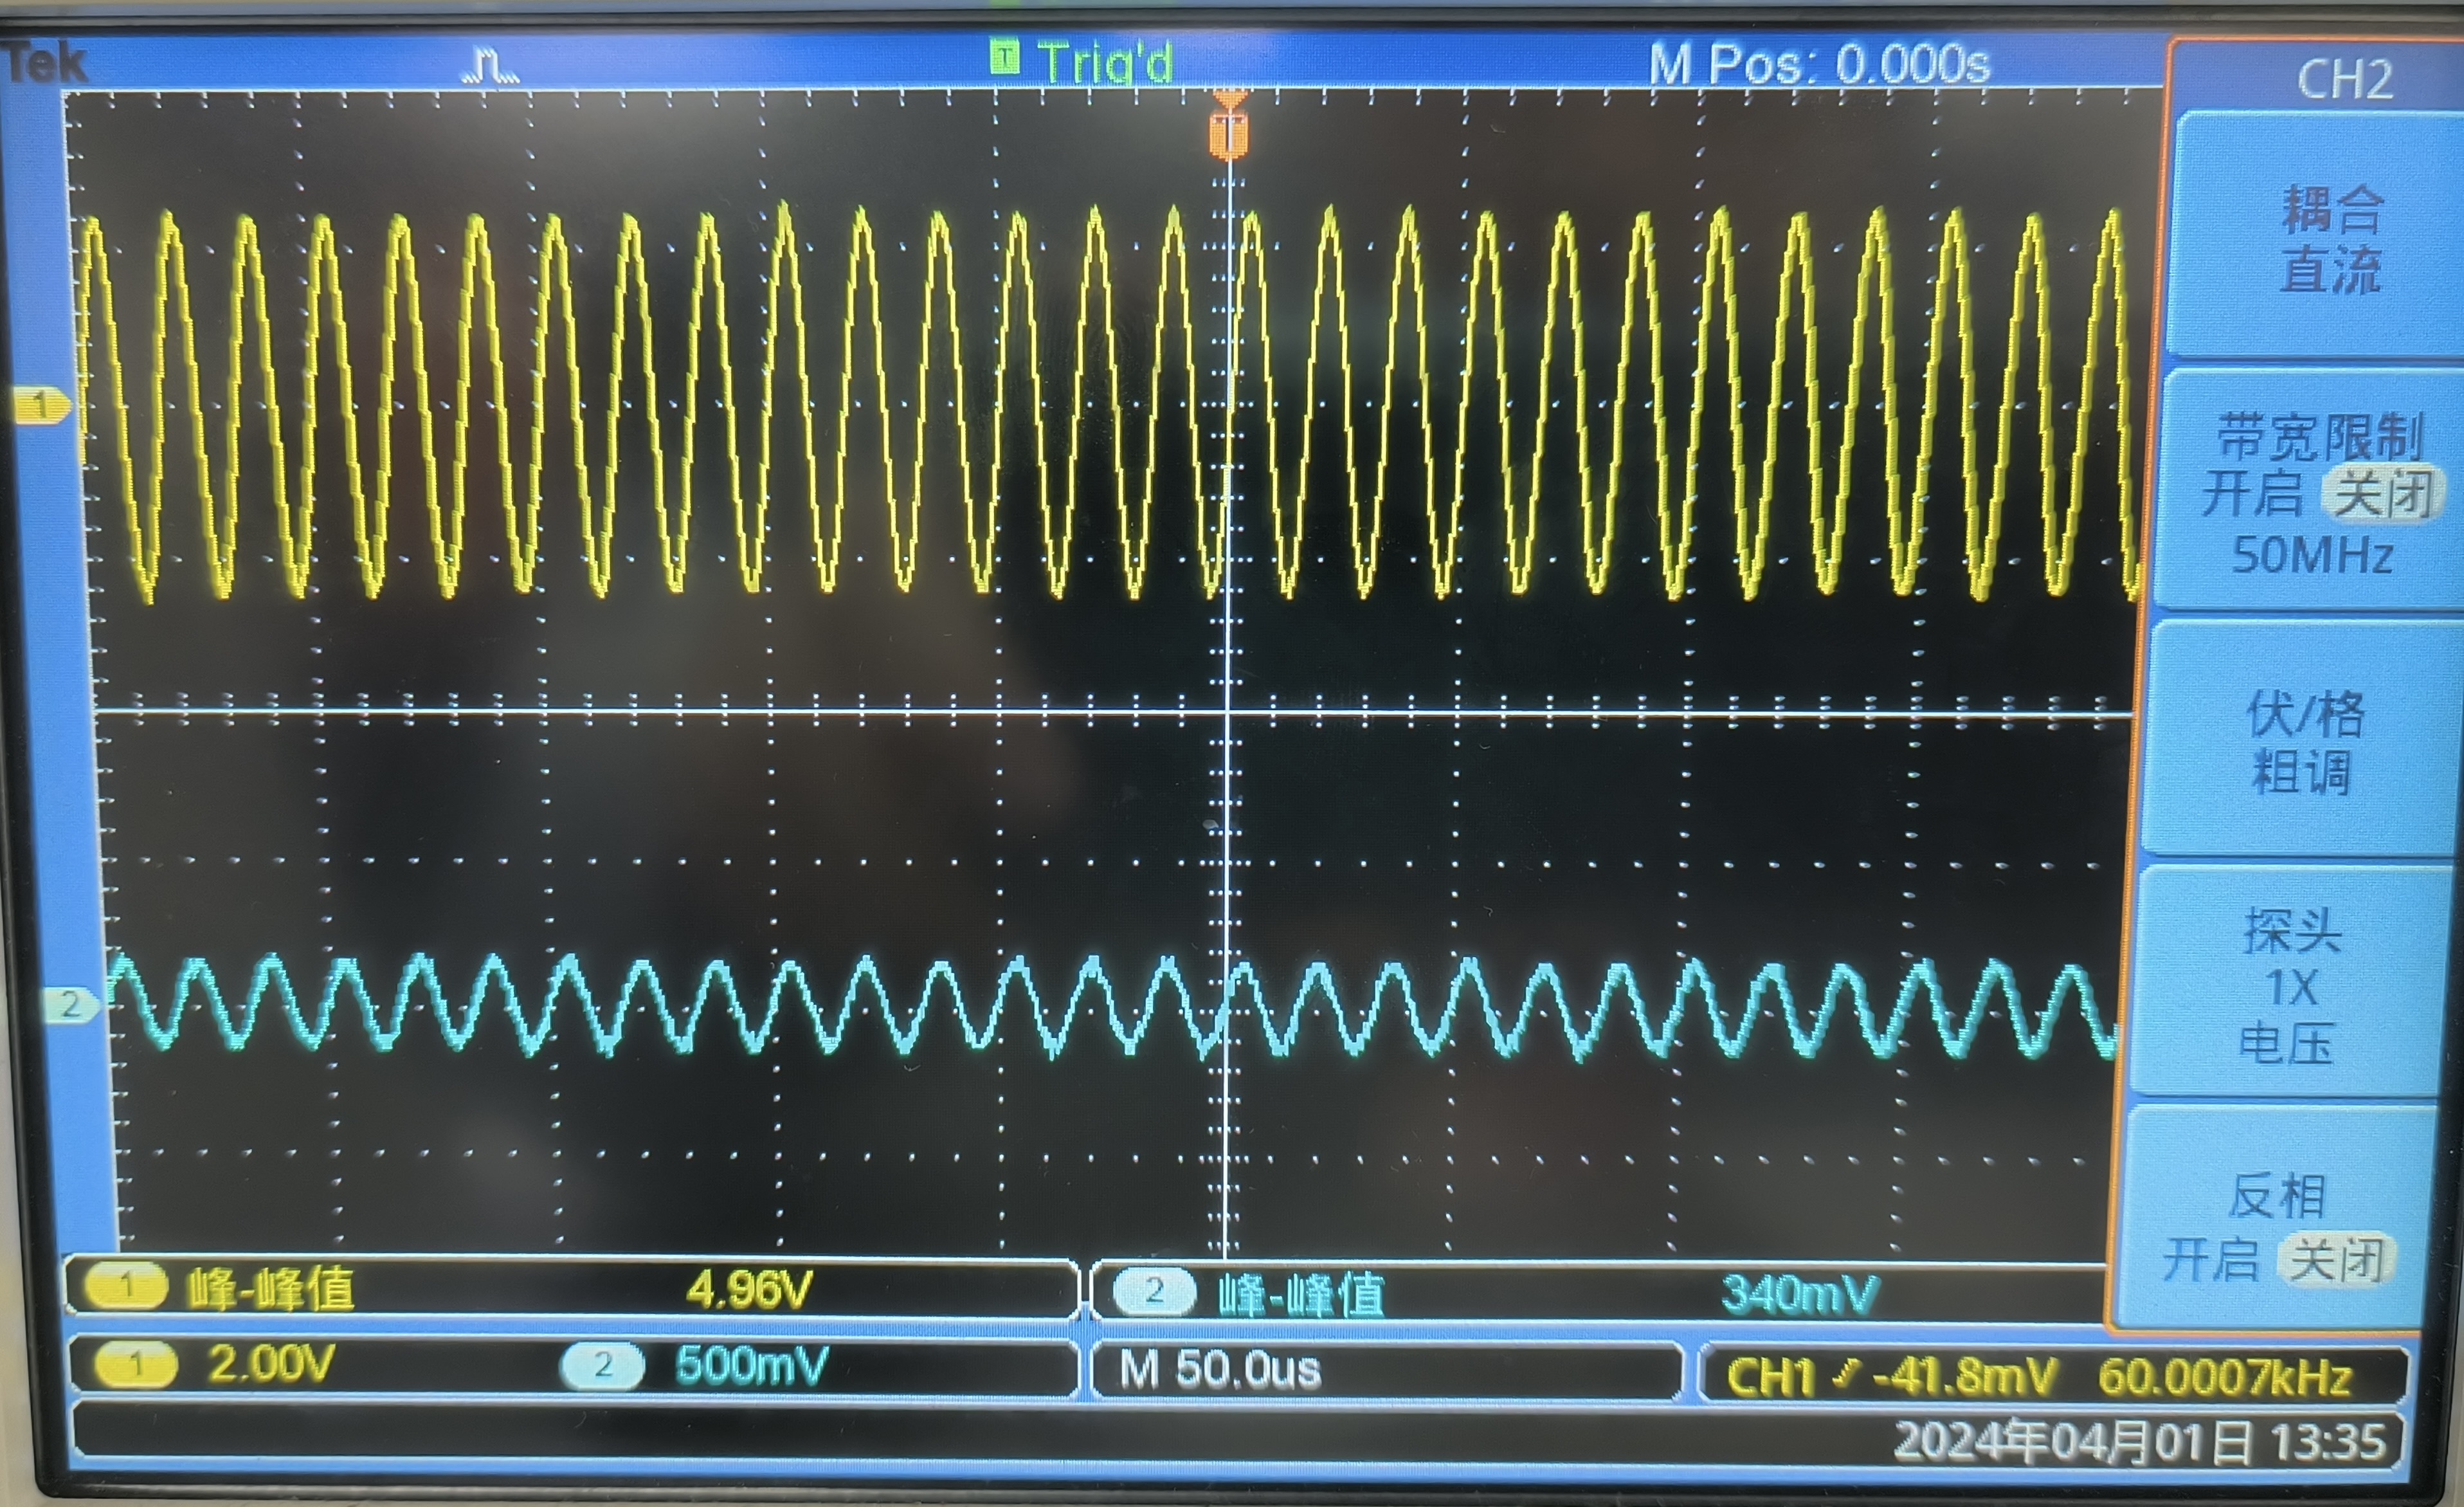 Tek
T Trig'd
M Pos: 0.000s
CH2
T
耦合
直流
1
带宽限制
开启 关闭
50MHz
伏/格
粗调
探头
1X
电压
2
反相
开启 关闭
1 峰-峰值 4.96V
2 峰-峰值 340mV
1 2.00V
2 500mV
M 50.0us
CH1 -41.8mV 60.0007kHz
2024年04月01日 13:35